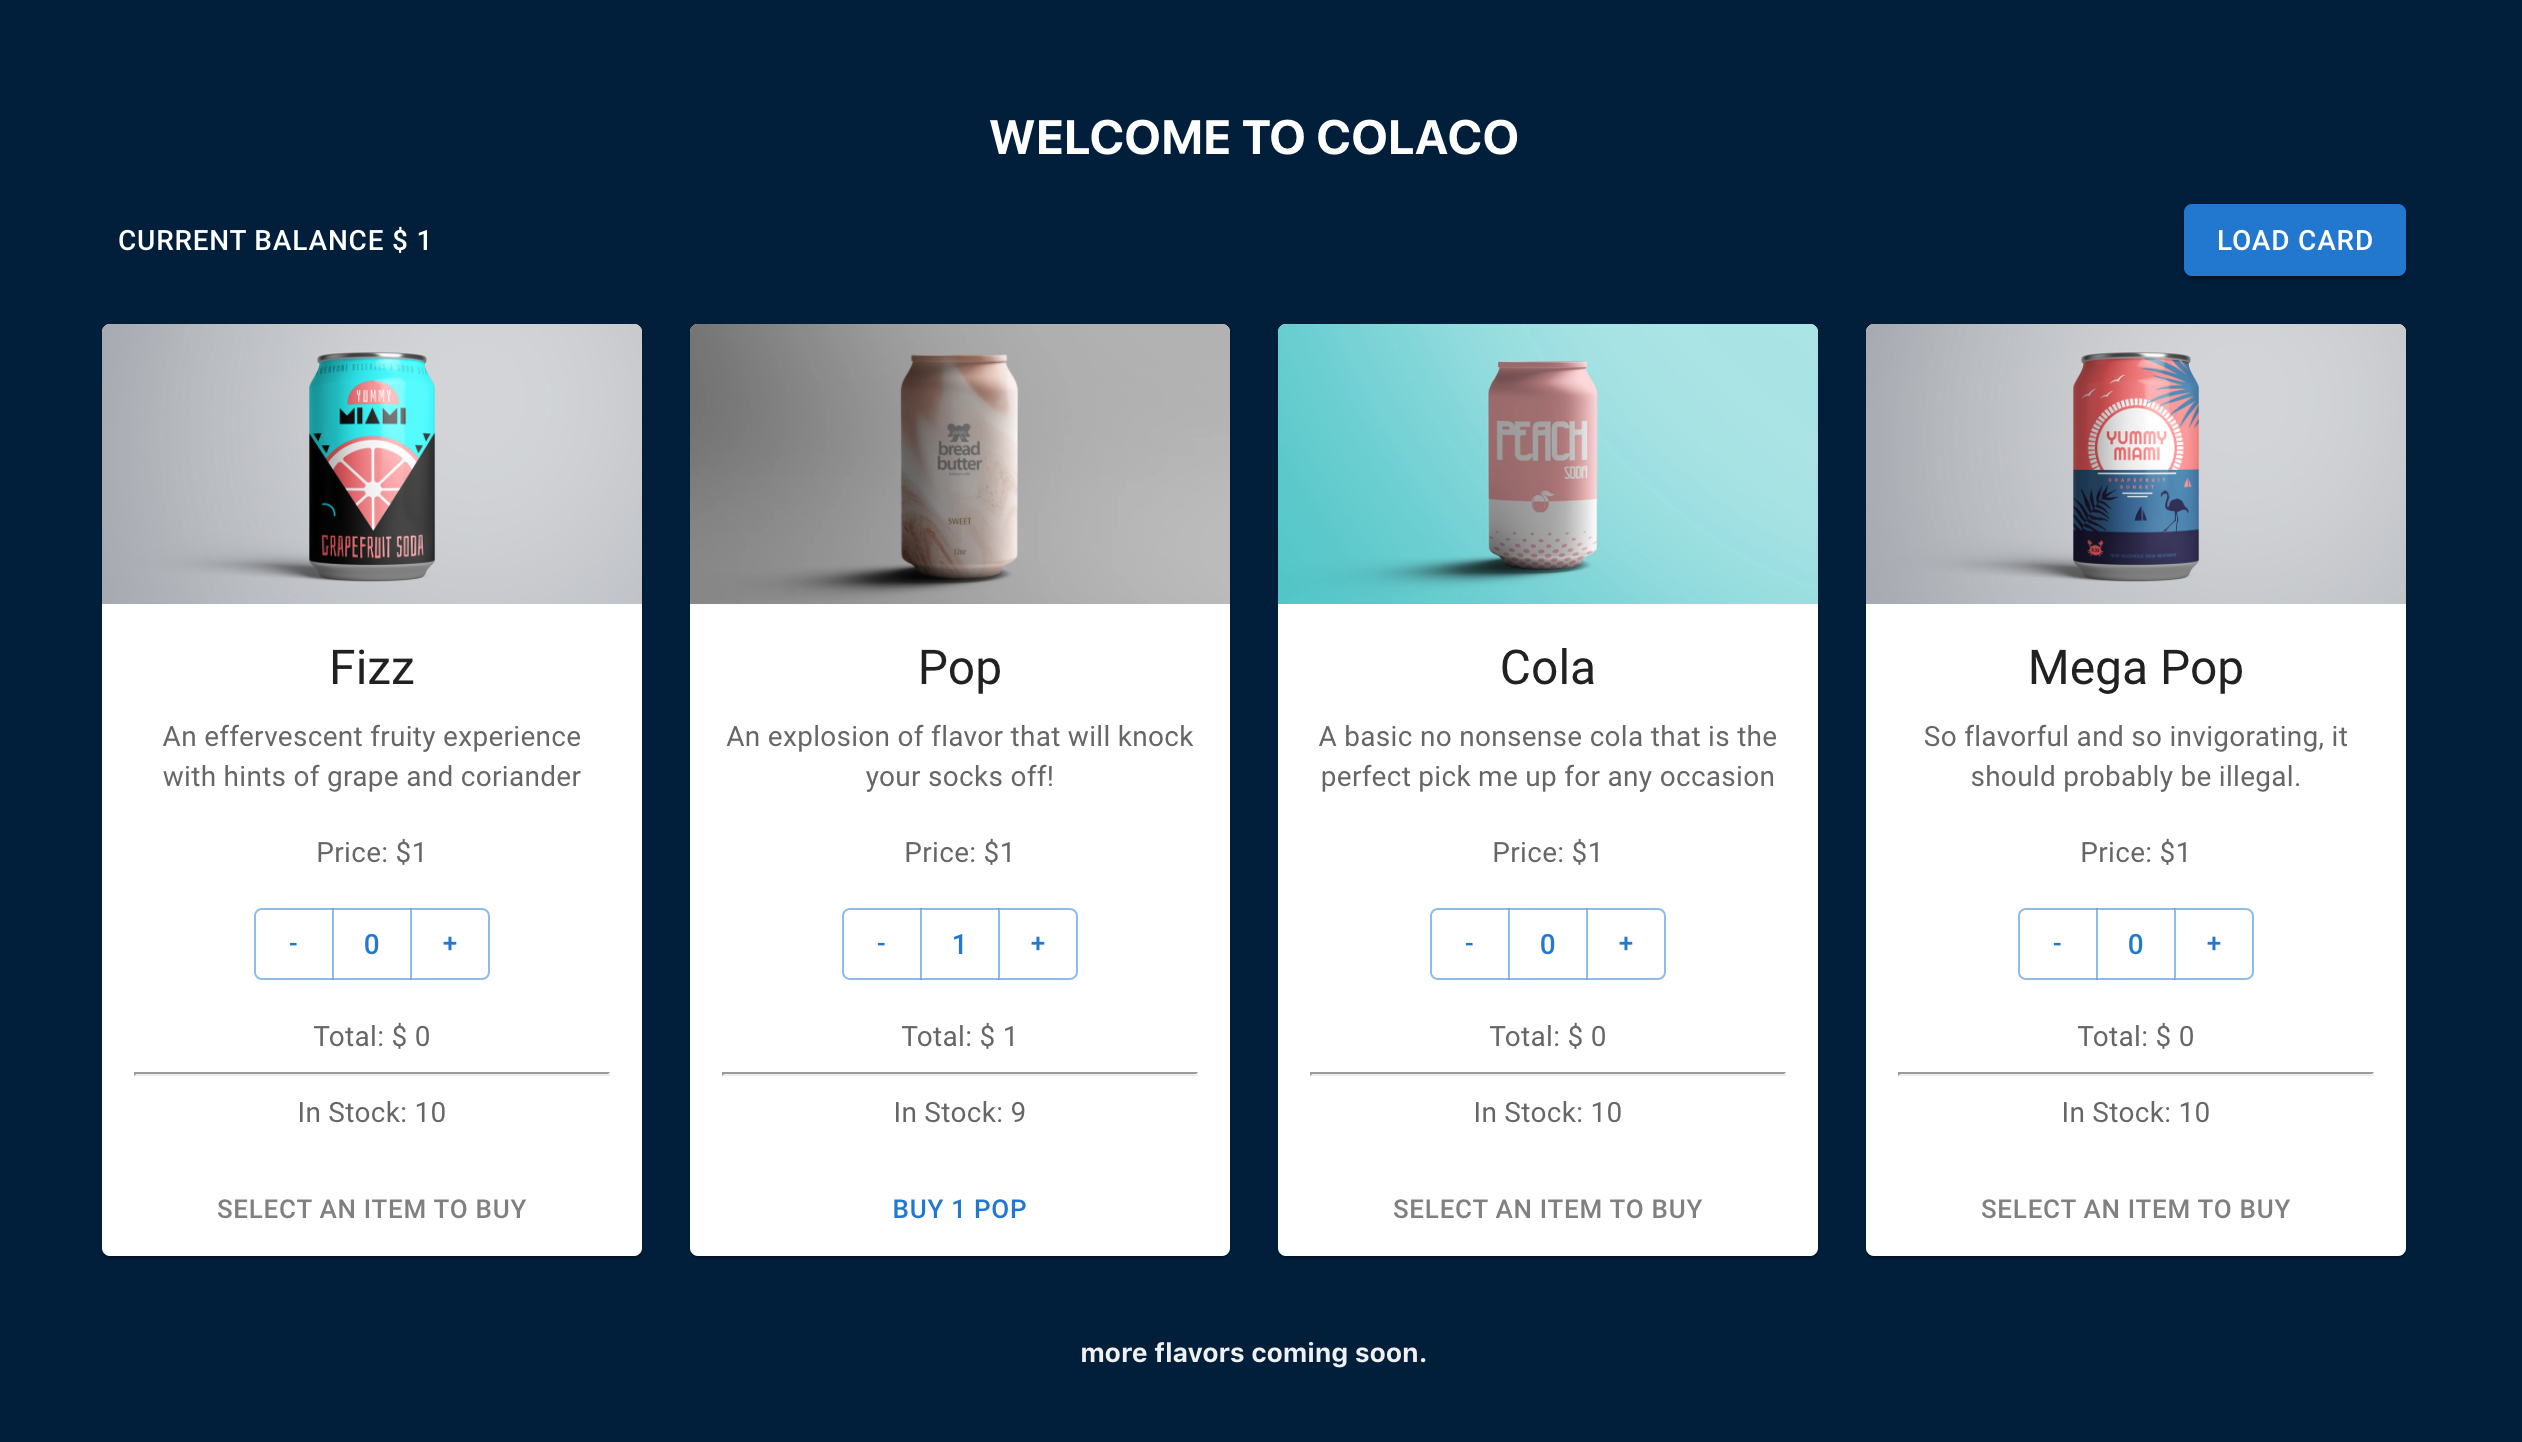 WELCOME TO COLACO
CURRENT BALANCE $ 1
LOAD CARD
YUMMY
MIAMI
GRAPEFRUIT SODA
Fizz
An effervescent fruity experience
with hints of grape and coriander
Price: $1
- 0 +
Total: $ 0
In Stock: 10
SELECT AN ITEM TO BUY
bread
butter
SWEET
Pop
An explosion of flavor that will knock
your socks off!
Price: $1
- 1 +
Total: $ 1
In Stock: 9
BUY 1 POP
PEACH
SODA
Cola
A basic no nonsense cola that is the
perfect pick me up for any occasion
Price: $1
- 0 +
Total: $ 0
In Stock: 10
SELECT AN ITEM TO BUY
YUMMY
MIAMI
GRAPEFRUIT
SUNSET
Mega Pop
So flavorful and so invigorating, it
should probably be illegal.
Price: $1
- 0 +
Total: $ 0
In Stock: 10
SELECT AN ITEM TO BUY
more flavors coming soon.